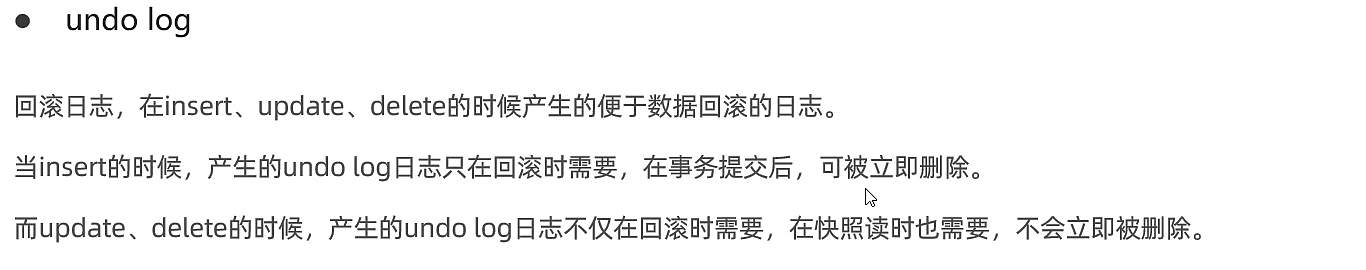 ● undo log
回滚日志，在insert、update、delete的时候产生的便于数据回滚的日志。
当insert的时候，产生的undo log日志只在回滚时需要，在事务提交后，可被立即删除。
而update、delete的时候，产生的undo log日志不仅在回滚时需要，在快照读时也需要，不会立即被删除。